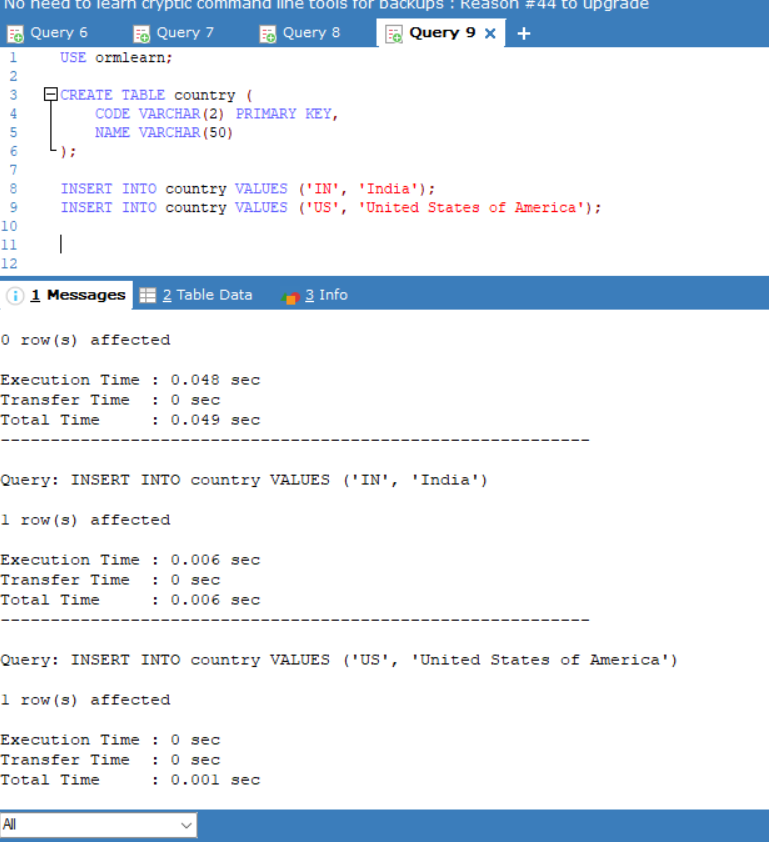 No need to learn cryptic command line tools for backups : Reason #44 to upgrade
Query 6 Query 7 Query 8 Query 9 × +
1 USE ormlearn;
2
3 CREATE TABLE country (
4 CODE VARCHAR(2) PRIMARY KEY,
5 NAME VARCHAR(50)
6 );
7
8 INSERT INTO country VALUES ('IN', 'India');
9 INSERT INTO country VALUES ('US', 'United States of America');
10
11
12
1 Messages 2 Table Data 3 Info
0 row(s) affected
Execution Time : 0.048 sec
Transfer Time : 0 sec
Total Time : 0.049 sec
-----------------------------------------------------------
Query: INSERT INTO country VALUES ('IN', 'India')
1 row(s) affected
Execution Time : 0.006 sec
Transfer Time : 0 sec
Total Time : 0.006 sec
-----------------------------------------------------------
Query: INSERT INTO country VALUES ('US', 'United States of America')
1 row(s) affected
Execution Time : 0 sec
Transfer Time : 0 sec
Total Time : 0.001 sec
All